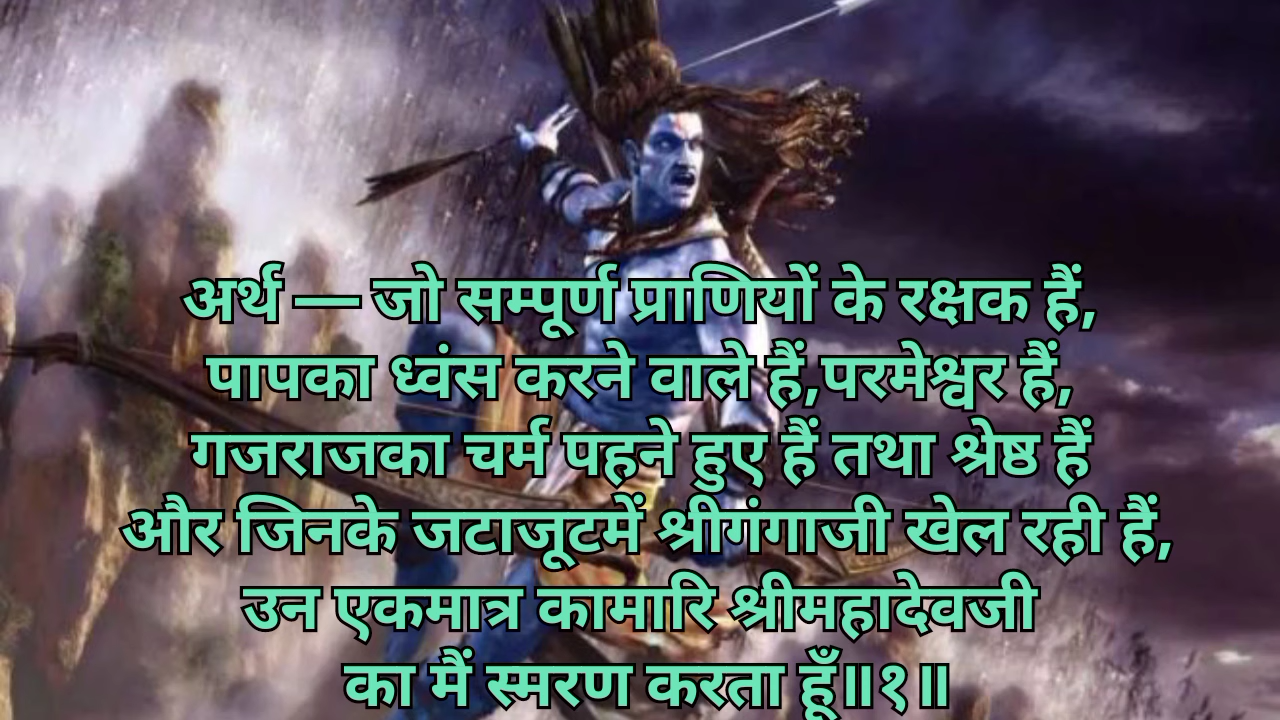 अर्थ — जो सम्पूर्ण प्राणियों के रक्षक हैं,
पापका ध्वंस करने वाले हैं,परमेश्वर हैं,
गजराजका चर्म पहने हुए हैं तथा श्रेष्ठ हैं
और जिनके जटाजूटमें श्रीगंगाजी खेल रही हैं,
उन एकमात्र कामारि श्रीमहादेवजी
का मैं स्मरण करता हूँ॥१॥